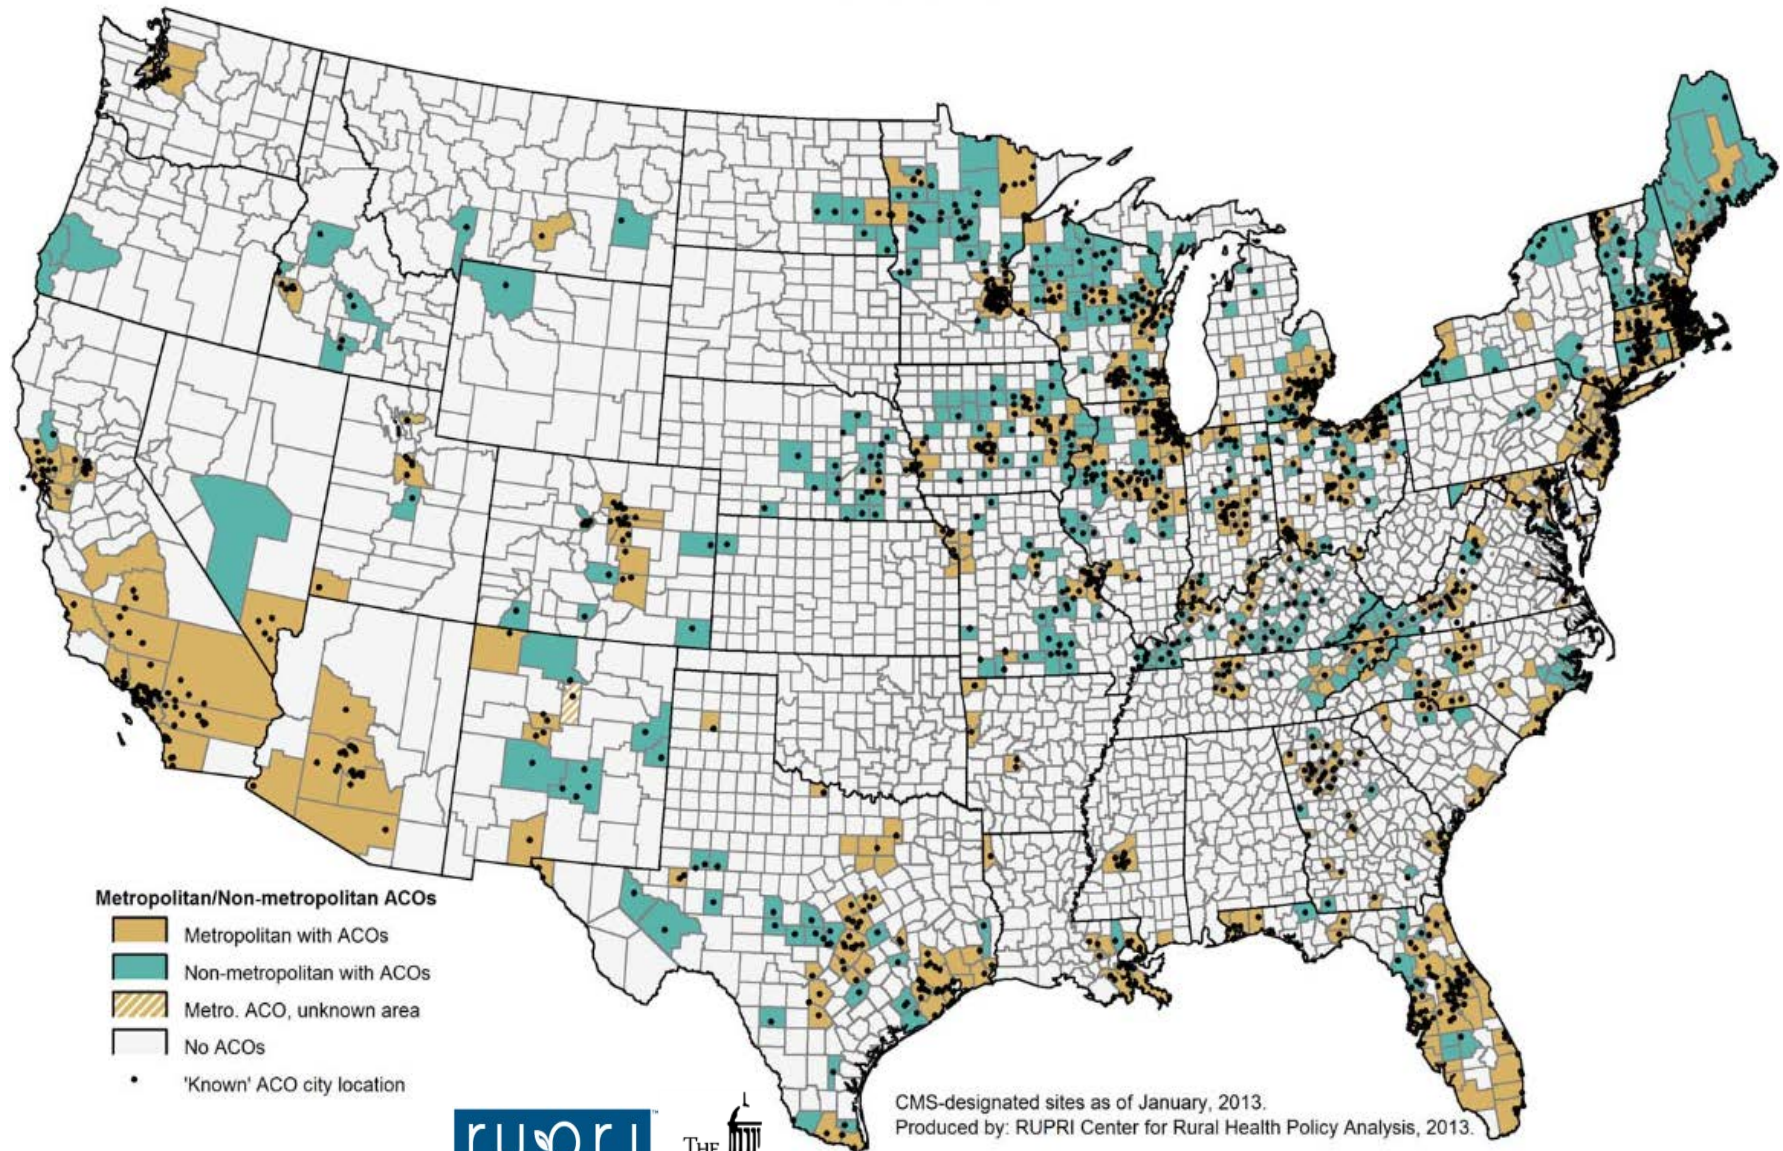 Metropolitan/Non-metropolitan ACOs
Metropolitan with ACOs
Non-metropolitan with ACOs
Metro. ACO, unknown area
No ACOs
'Known' ACO city location
CMS-designated sites as of January, 2013.
Produced by: RUPRI Center for Rural Health Policy Analysis, 2013.
rupri
THE